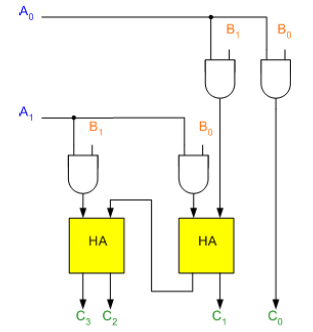 A₀
B₁ B₀
A₁
B₁ B₀
HA HA
C₃ C₂ C₁ C₀